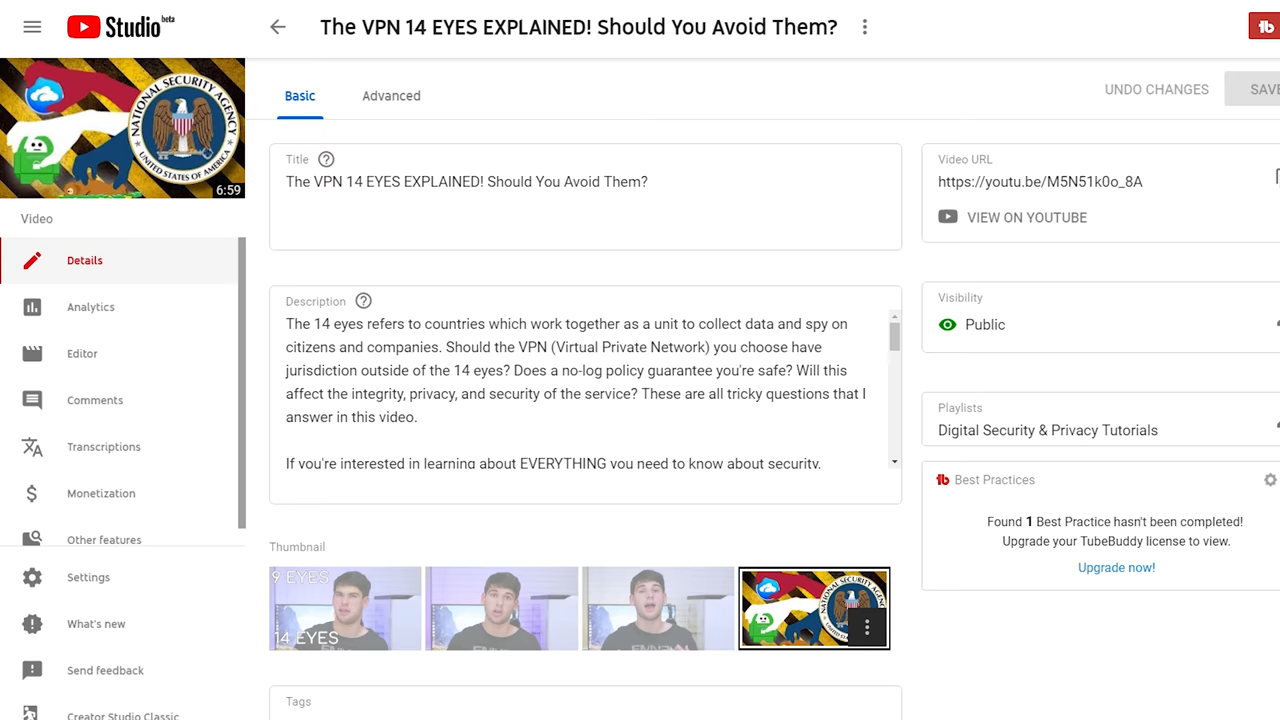 Studio beta
The VPN 14 EYES EXPLAINED! Should You Avoid Them?
tb
NATIONAL SECURITY AGENCY
UNITED STATES OF AMERICA
6:59
Basic
Advanced
UNDO CHANGES
SAVE
Video
Details
Analytics
Editor
Comments
Transcriptions
Monetization
Other features
Settings
What's new
Send feedback
Creator Studio Classic
Title
The VPN 14 EYES EXPLAINED! Should You Avoid Them?
Description
The 14 eyes refers to countries which work together as a unit to collect data and spy on
citizens and companies. Should the VPN (Virtual Private Network) you choose have
jurisdiction outside of the 14 eyes? Does a no-log policy guarantee you're safe? Will this
affect the integrity, privacy, and security of the service? These are all tricky questions that I
answer in this video.
If you're interested in learning about EVERYTHING you need to know about security,
Thumbnail
9 EYES
14 EYES
NATIONAL SECURITY AGENCY
Tags
Video URL
https://youtu.be/M5N51k0o_8A
VIEW ON YOUTUBE
Visibility
Public
Playlists
Digital Security & Privacy Tutorials
tb Best Practices
Found 1 Best Practice hasn't been completed!
Upgrade your TubeBuddy license to view.
Upgrade now!